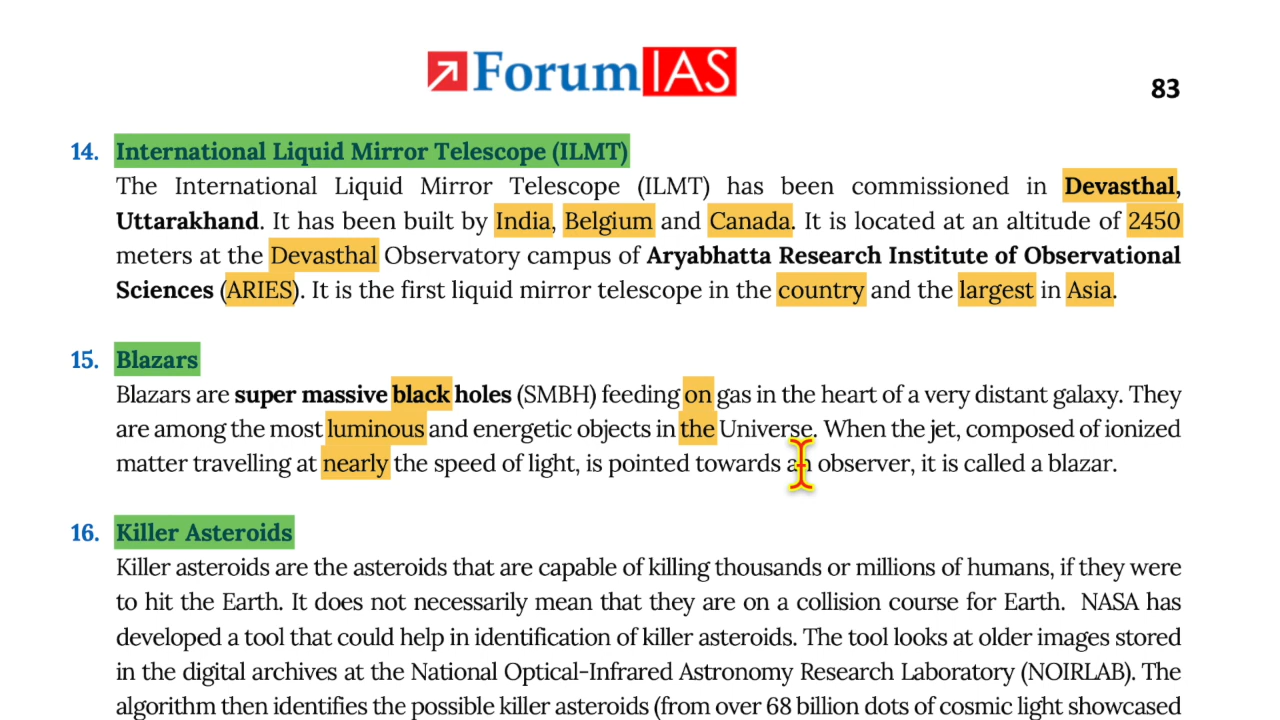 ForumIAS
83
14. International Liquid Mirror Telescope (ILMT)
The International Liquid Mirror Telescope (ILMT) has been commissioned in Devasthal,
Uttarakhand. It has been built by India, Belgium and Canada. It is located at an altitude of 2450
meters at the Devasthal Observatory campus of Aryabhatta Research Institute of Observational
Sciences (ARIES). It is the first liquid mirror telescope in the country and the largest in Asia.
15. Blazars
Blazars are super massive black holes (SMBH) feeding on gas in the heart of a very distant galaxy. They
are among the most luminous and energetic objects in the Universe. When the jet, composed of ionized
matter travelling at nearly the speed of light, is pointed towards an observer, it is called a blazar.
16. Killer Asteroids
Killer asteroids are the asteroids that are capable of killing thousands or millions of humans, if they were
to hit the Earth. It does not necessarily mean that they are on a collision course for Earth. NASA has
developed a tool that could help in identification of killer asteroids. The tool looks at older images stored
in the digital archives at the National Optical-Infrared Astronomy Research Laboratory (NOIRLAB). The
algorithm then identifies the possible killer asteroids (from over 68 billion dots of cosmic light showcased